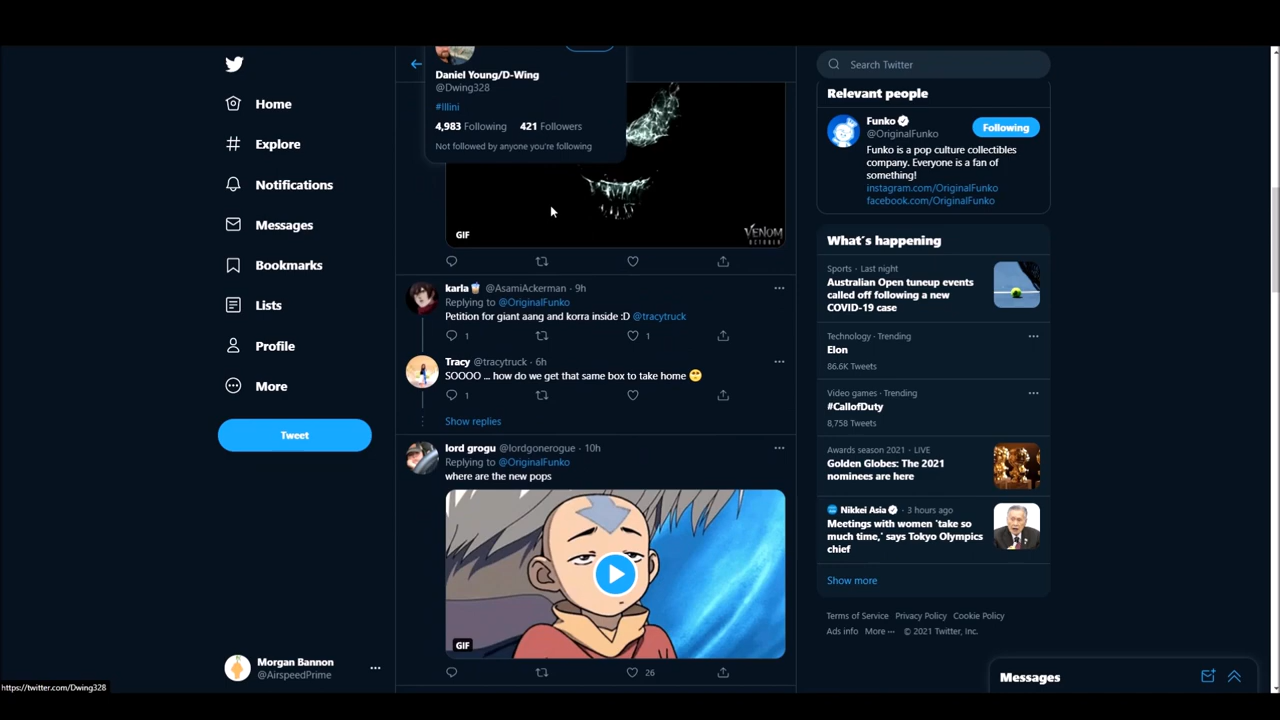 Home
Explore
Notifications
Messages
Bookmarks
Lists
Profile
More
Tweet
Morgan Bannon
@AirspeedPrime
https://twitter.com/Dwing328
Daniel Young/D-Wing
@Dwing328
#Illini
4,983 Following 421 Followers
Not followed by anyone you're following
GIF
VENOM
OCTOBER
karla @AsamiAckerman · 9h
Replying to @OriginalFunko
Petition for giant aang and korra inside :D @tracytruck
1
1
Tracy @tracytruck · 6h
SOOOO ... how do we get that same box to take home
1
Show replies
lord grogu @lordgonerogue · 10h
Replying to @OriginalFunko
where are the new pops
GIF
26
Search Twitter
Relevant people
Funko
@OriginalFunko
Following
Funko is a pop culture collectibles
company. Everyone is a fan of
something!
instagram.com/OriginalFunko
facebook.com/OriginalFunko
What's happening
Sports · Last night
Australian Open tuneup events
called off following a new
COVID-19 case
Technology · Trending
Elon
86.6K Tweets
Video games · Trending
#CallofDuty
8,758 Tweets
Awards season 2021 · LIVE
Golden Globes: The 2021
nominees are here
Nikkei Asia · 3 hours ago
Meetings with women 'take so
much time,' says Tokyo Olympics
chief
Show more
Terms of Service Privacy Policy Cookie Policy
Ads info More ··· © 2021 Twitter, Inc.
Messages